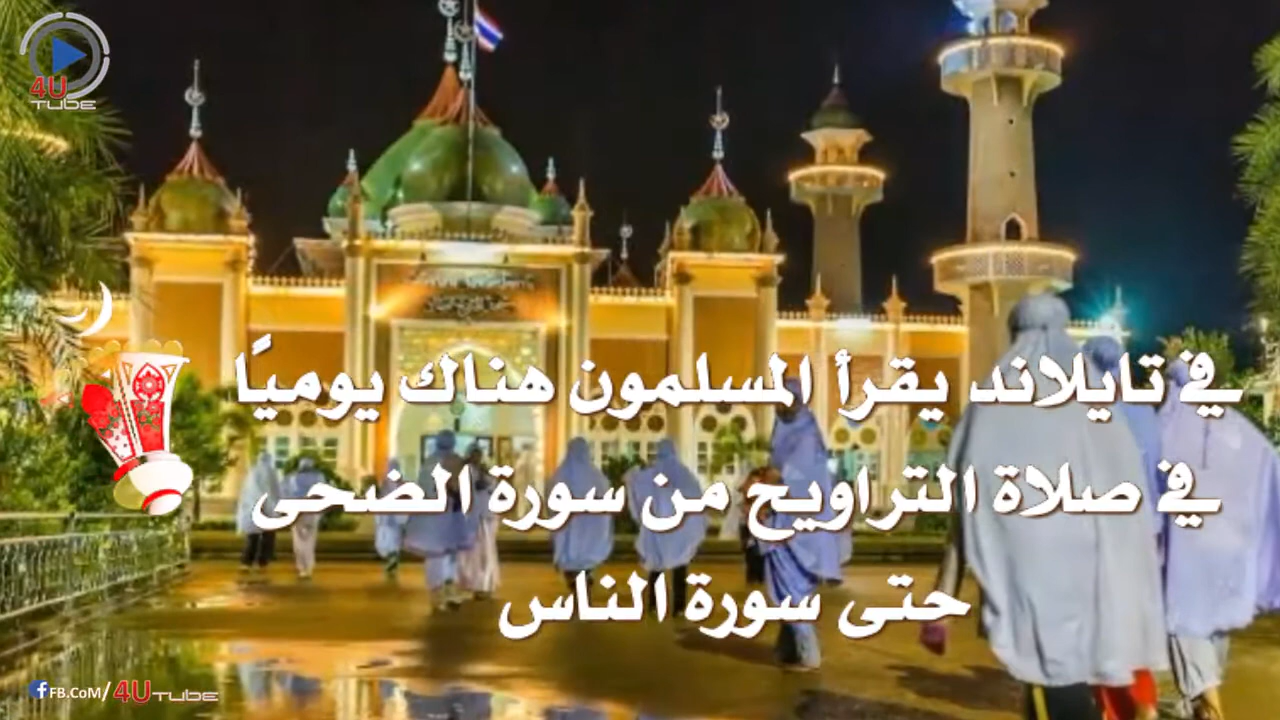 4U
TUBE
في تايلاند يقرأ المسلمون هناك يوميًا
في صلاة التراويح من سورة الضحى
حتى سورة الناس
FB.CoM/4UTUBE